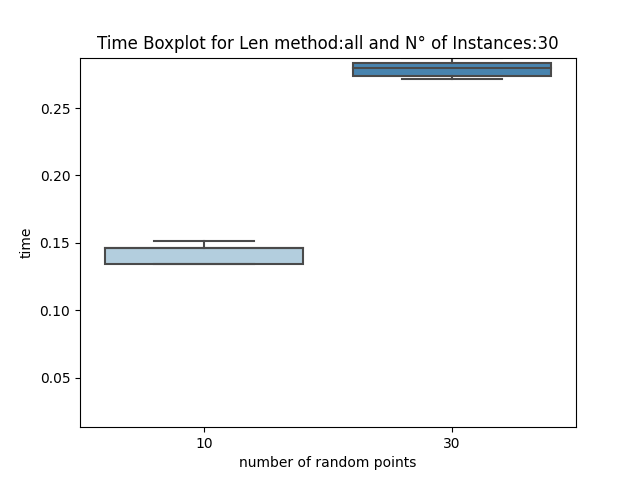 Time Boxplot for Len method:all and N° of Instances:30
0.25
0.20
0.15
0.10
0.05
time
10
30
number of random points